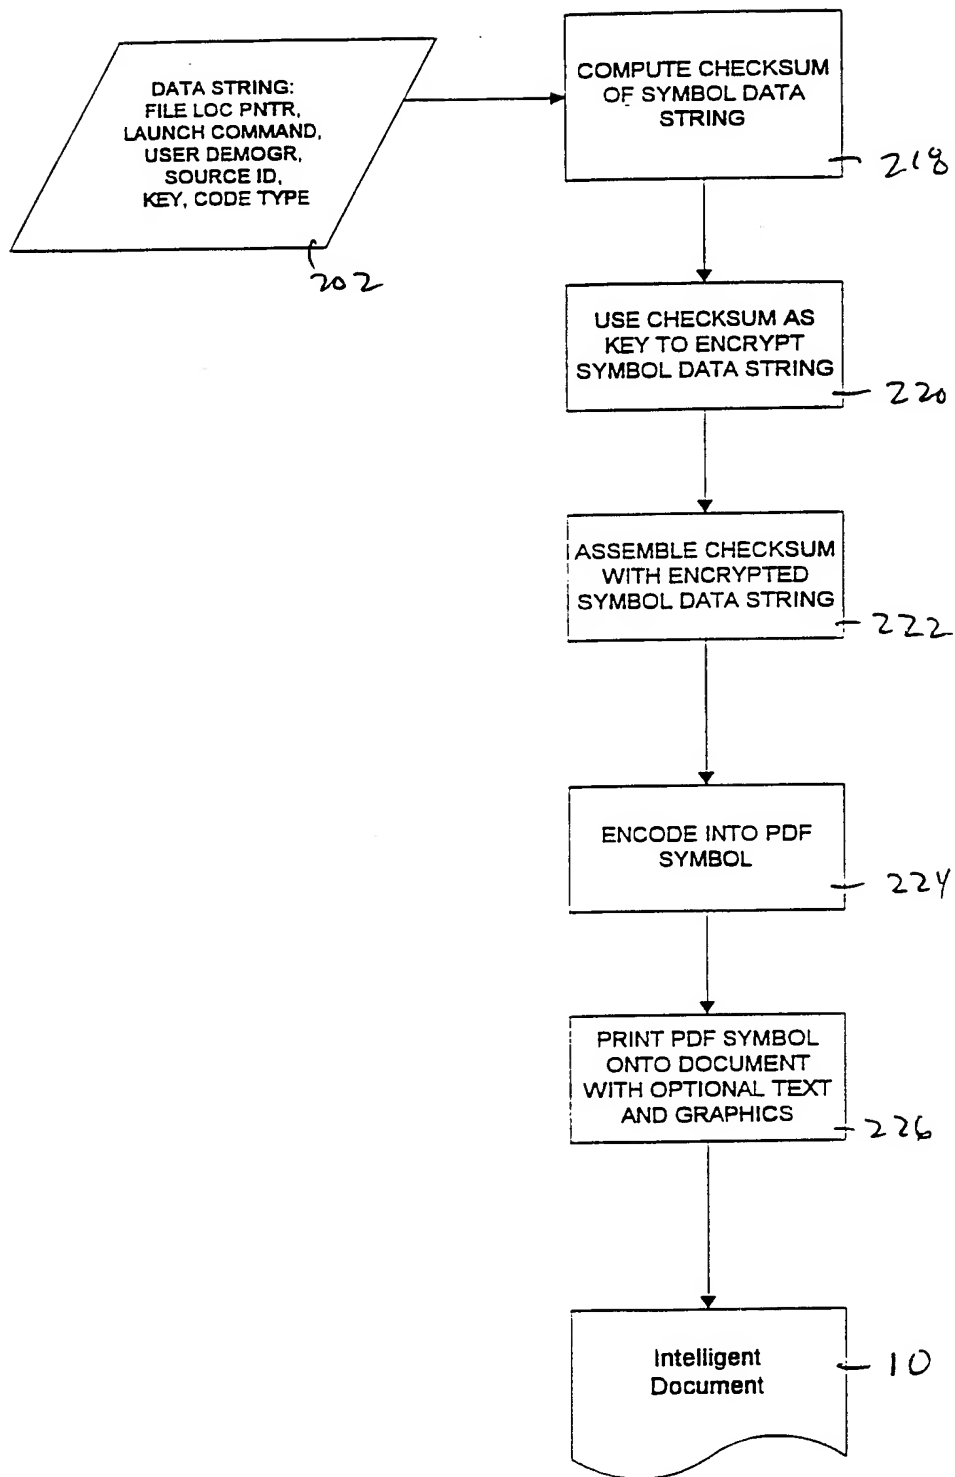 DATA STRING:
FILE LOC PNTR,
LAUNCH COMMAND,
USER DEMOGR,
SOURCE ID,
KEY, CODE TYPE
202
COMPUTE CHECKSUM
OF SYMBOL DATA
STRING
218
USE CHECKSUM AS
KEY TO ENCRYPT
SYMBOL DATA STRING
220
ASSEMBLE CHECKSUM
WITH ENCRYPTED
SYMBOL DATA STRING
222
ENCODE INTO PDF
SYMBOL
224
PRINT PDF SYMBOL
ONTO DOCUMENT
WITH OPTIONAL TEXT
AND GRAPHICS
226
Intelligent
Document
10